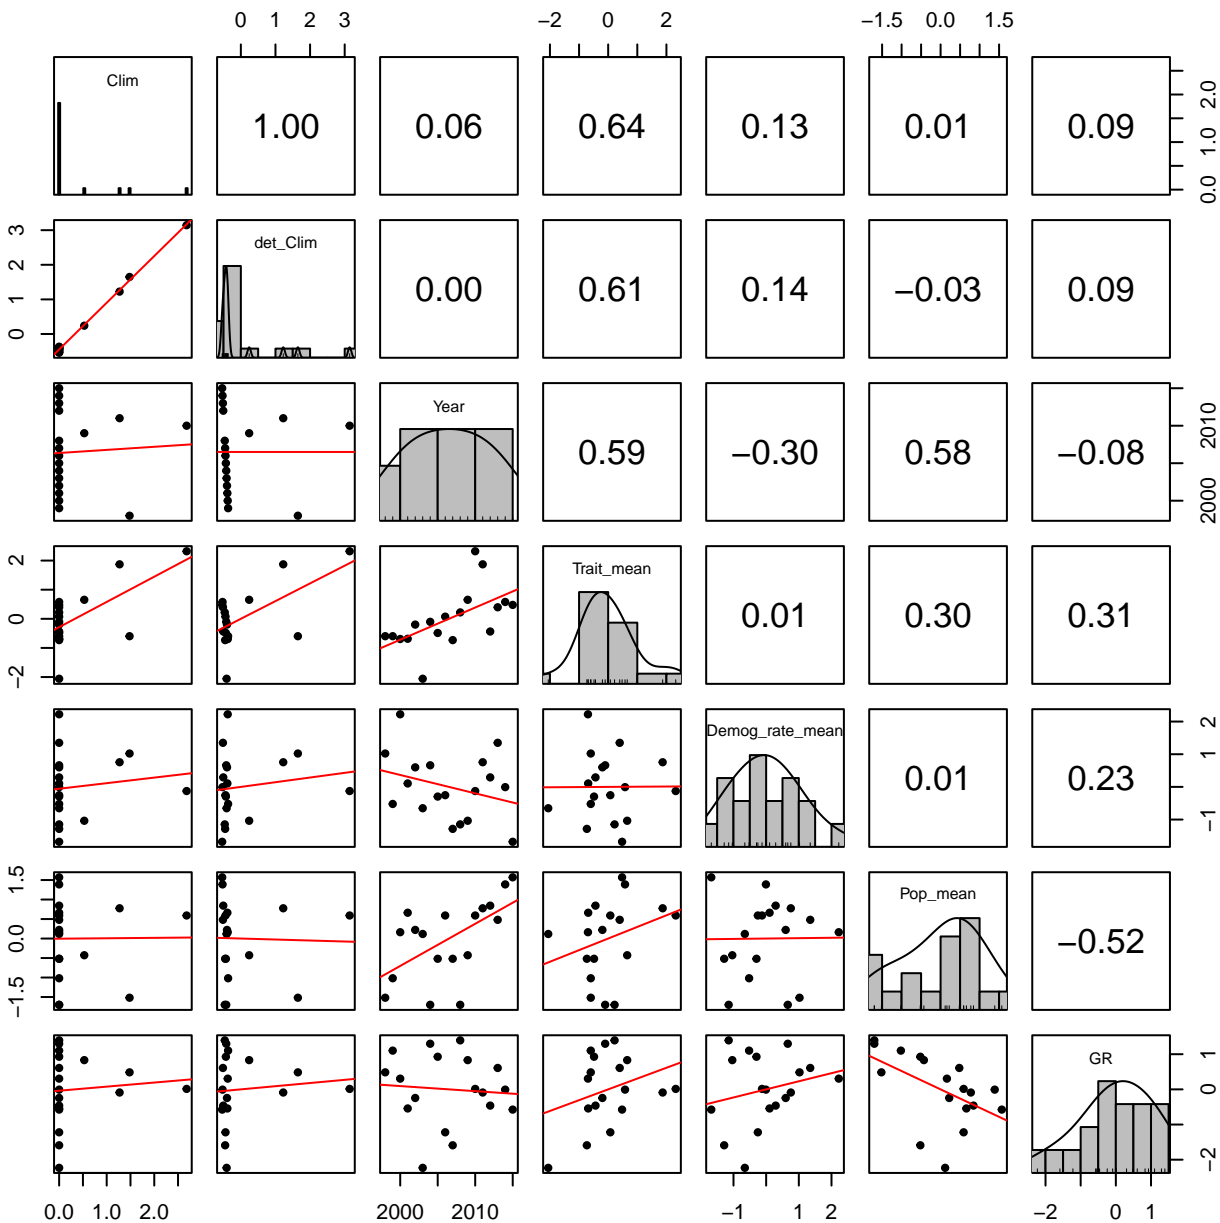 0 1 2 3 −2 0 2 −1.5 0.0 1.5
Clim 1.00 0.06 0.64 0.13 0.01 0.09 0.0 1.0 2.0
0 1 2 3 det_Clim 0.00 0.61 0.14 −0.03 0.09
Year 0.59 −0.30 0.58 −0.08 2000 2010
−2 0 2 Trait_mean 0.01 0.30 0.31
Demog_rate_mean 0.01 0.23 −1 1 2
−1.5 0.0 1.5 Pop_mean −0.52
GR −2 0 1
0.0 1.0 2.0 2000 2010 −1 1 2 −2 0 1